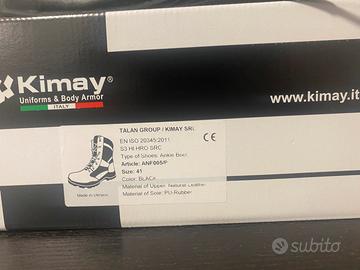 Kimay
ITALY
Uniforms & Body Armor
www.kimay.it
TALAN GROUP / KIMAY SRL
EN ISO 20345:2011
S3 HI HRO SRC
CE
Type of Shoes: Ankle Boot
Article: ANF005/P
Size: 41
Color: BLACK
Material of Upper: Natural Leather
Material of Sole: PU-Rubber
Made in Ukraine
subito